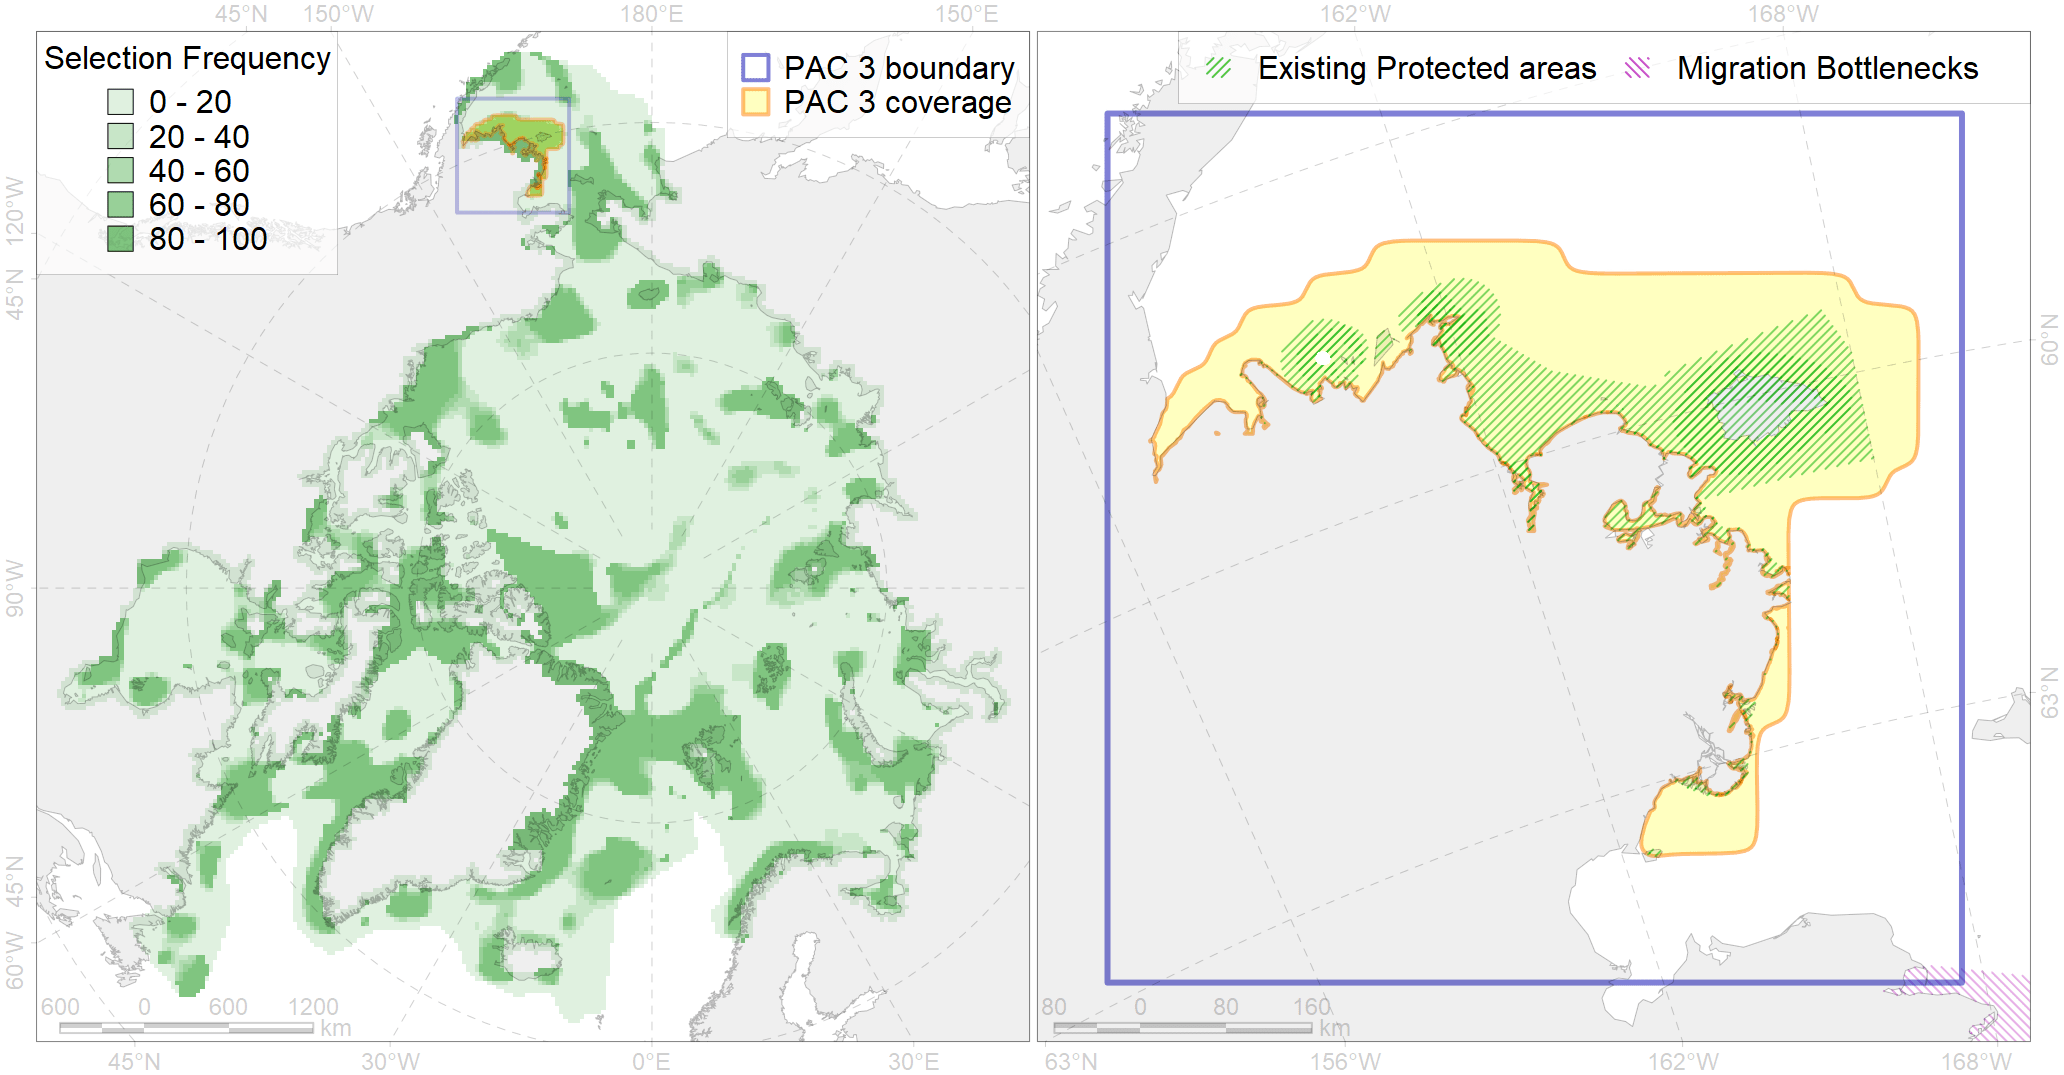 45°N 150°W 180°E 150°E 162°W 168°W
Selection Frequency
0 - 20
20 - 40
40 - 60
60 - 80
80 - 100
PAC 3 boundary
PAC 3 coverage
Existing Protected areas Migration Bottlenecks
120°W
45°N
90°W
45°N
60°W
60°N
63°N
600 0 600 1200
km
80 0 80 160
km
45°N 30°W 0°E 30°E 63°N 156°W 162°W 168°W